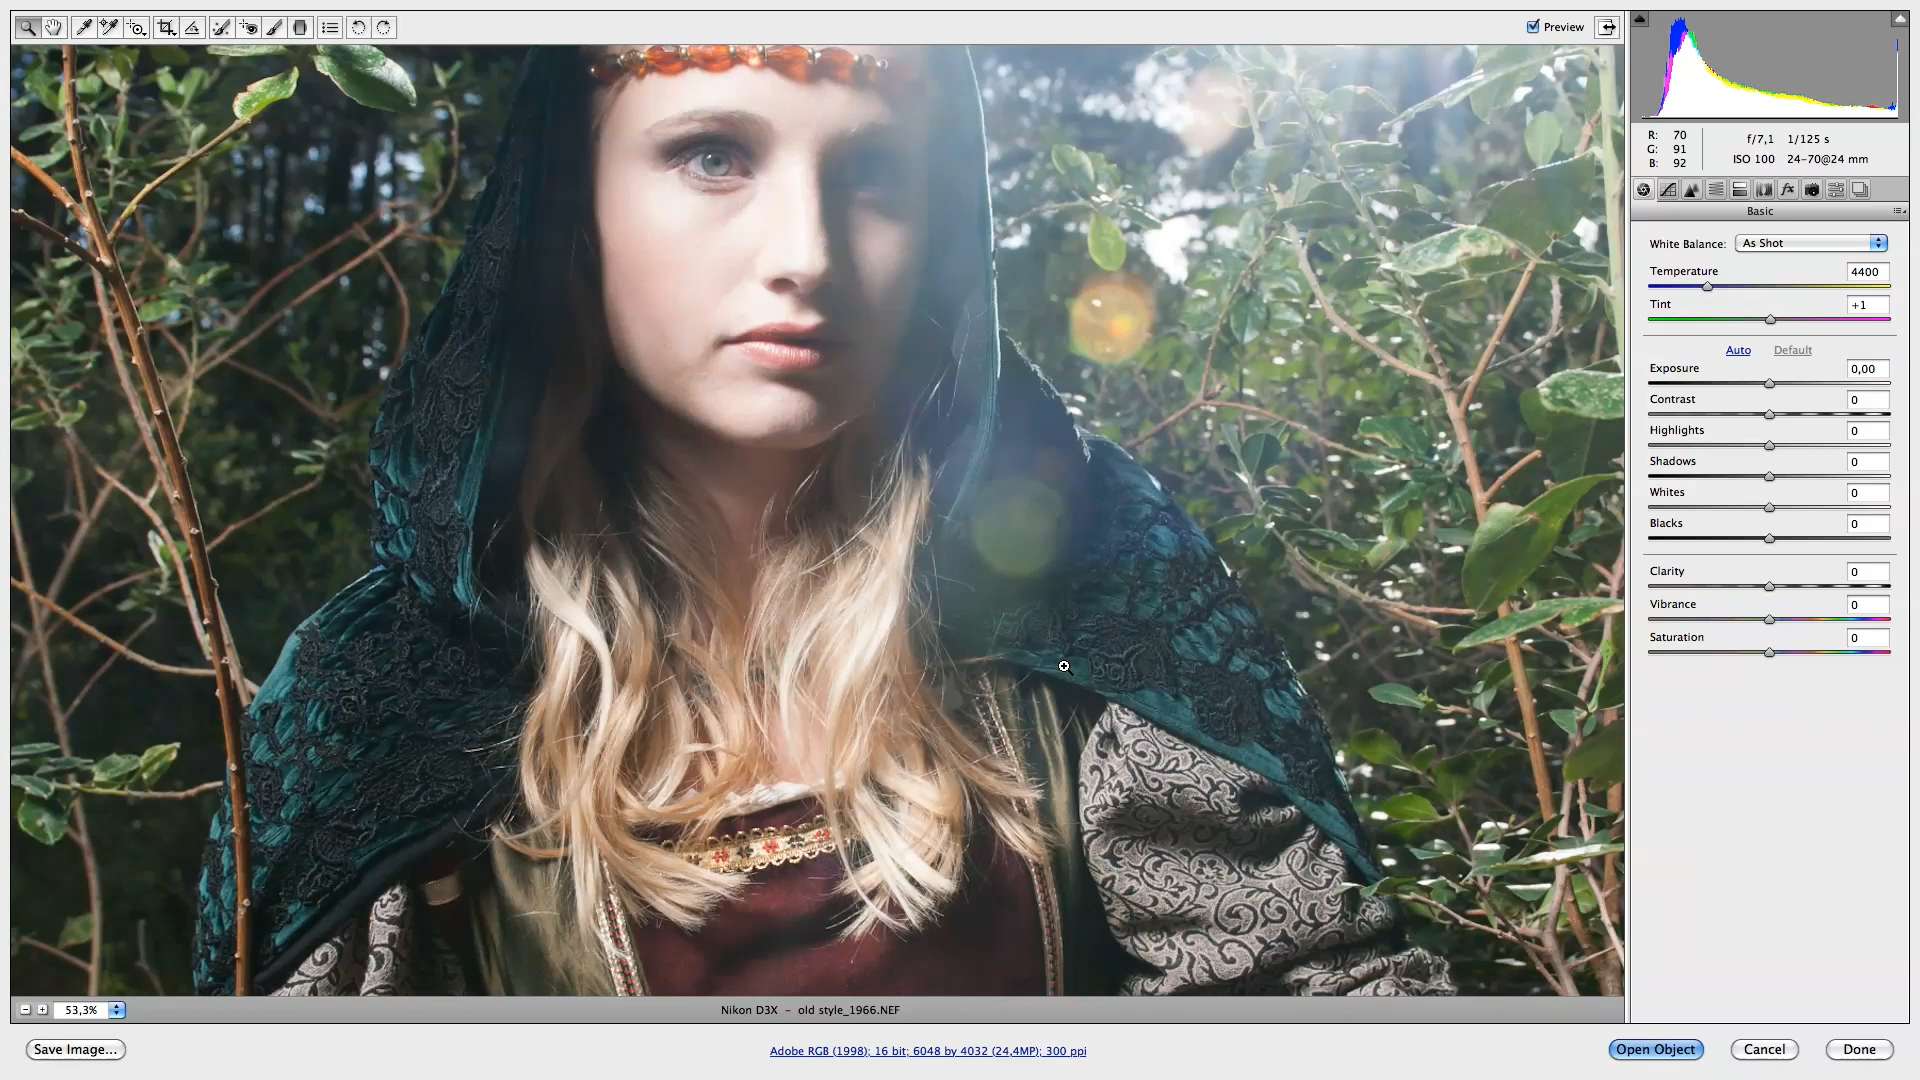 Preview
R: 70
G: 91
B: 92
f/7,1 1/125 s
ISO 100 24-70@24 mm
fx
Basic
White Balance: As Shot
Temperature 4400
Tint +1
Auto Default
Exposure 0,00
Contrast 0
Highlights 0
Shadows 0
Whites 0
Blacks 0
Clarity 0
Vibrance 0
Saturation 0
53,3%
Nikon D3X - old style_1966.NEF
Save Image...
Adobe RGB (1998); 16 bit; 6048 by 4032 (24,4MP); 300 ppi
Open Object
Cancel
Done